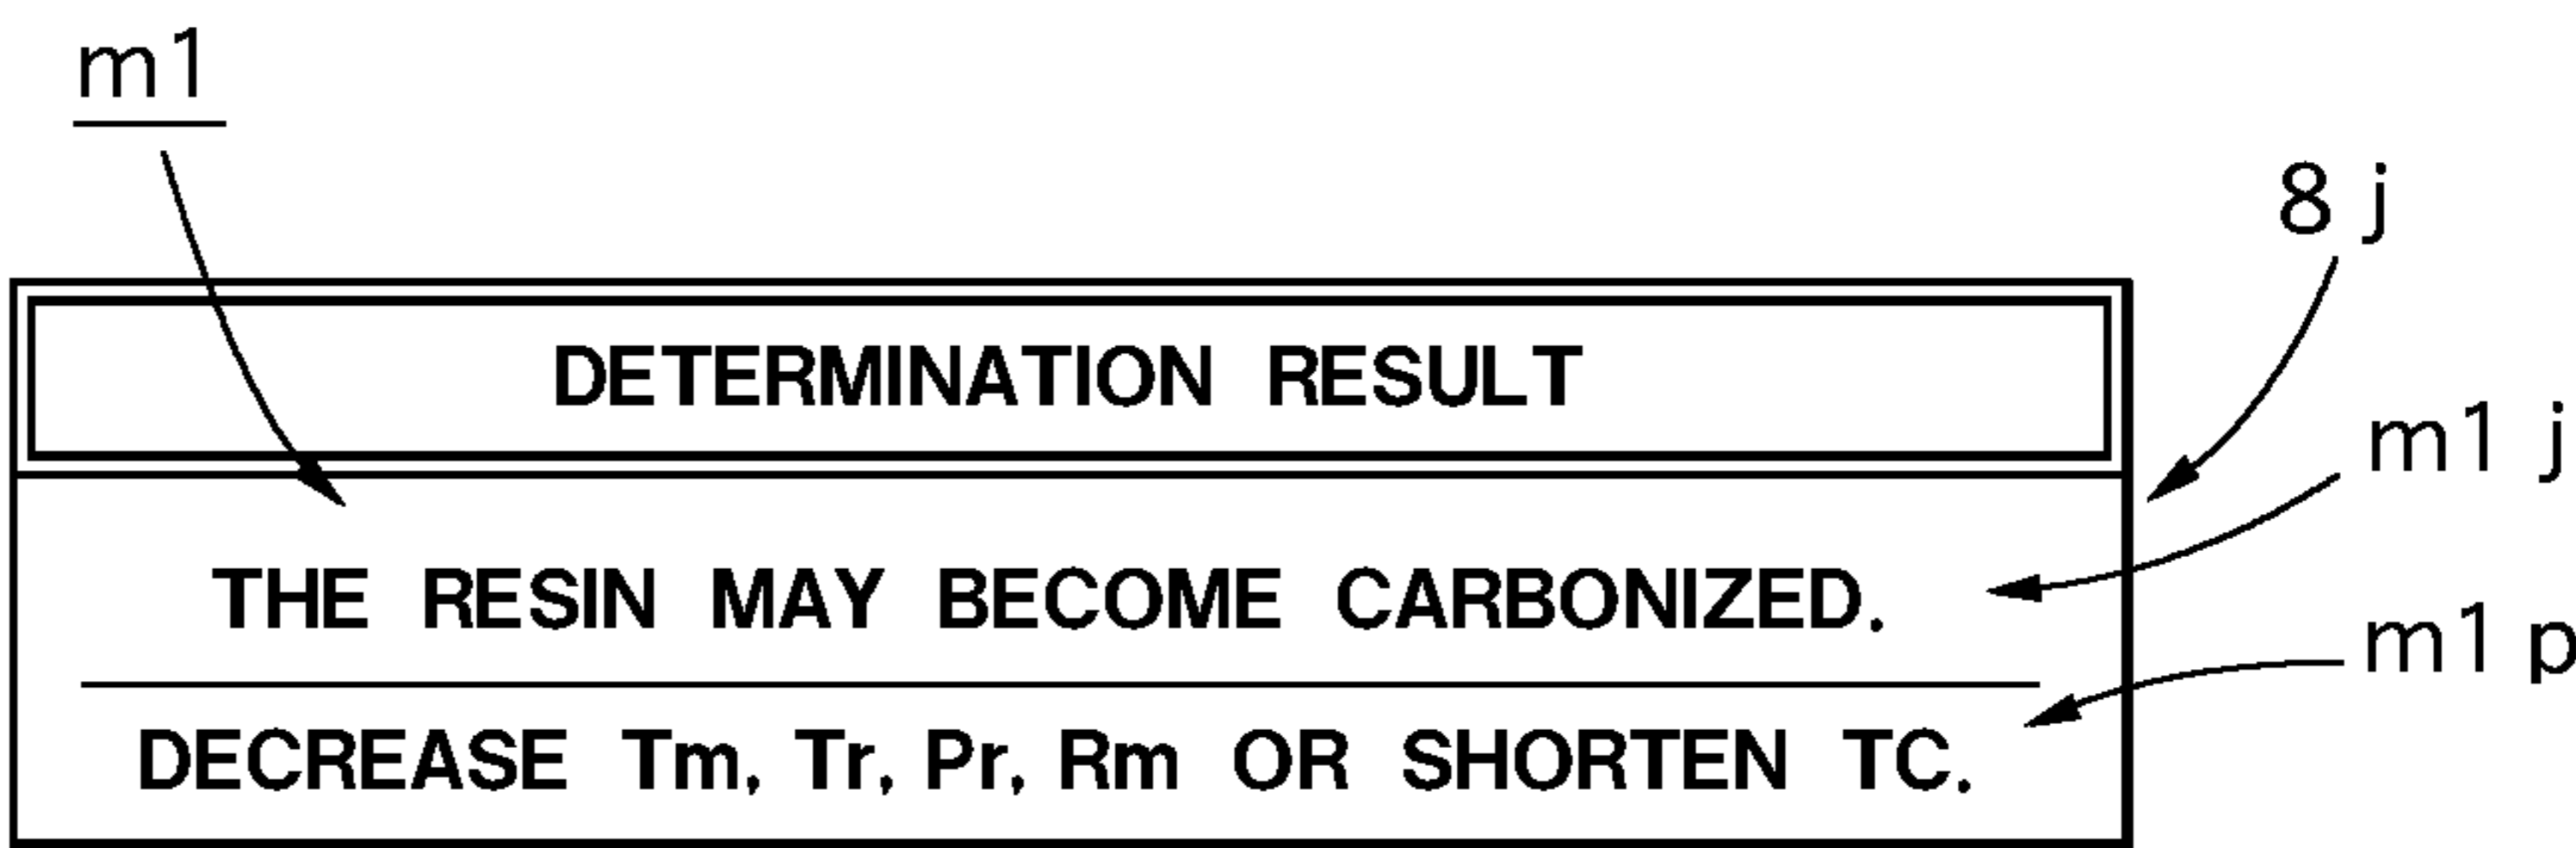 m1
8 j
DETERMINATION RESULT
m1 j
THE RESIN MAY BECOME CARBONIZED.
m1 p
DECREASE Tm, Tr, Pr, Rm OR SHORTEN TC.